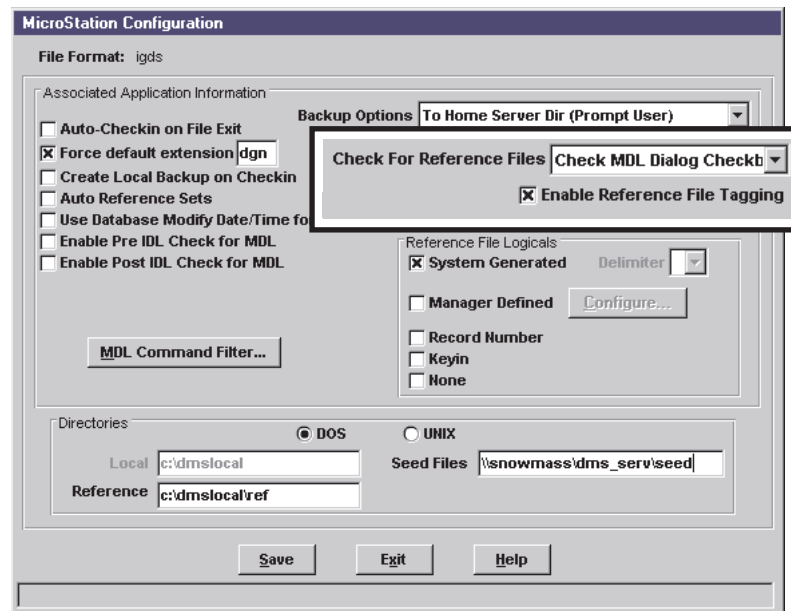 MicroStation Configuration
File Format: igds
Associated Application Information
Backup Options To Home Server Dir (Prompt User)
Auto-Checkin on File Exit
Force default extension dgn
Check For Reference Files Check MDL Dialog Checkb
Create Local Backup on Checkin
Enable Reference File Tagging
Auto Reference Sets
Use Database Modify Date/Time fo
Enable Pre IDL Check for MDL
Enable Post IDL Check for MDL
Reference File Logicals
System Generated Delimiter
Manager Defined Configure...
Record Number
Keyin
None
MDL Command Filter...
Directories
DOS UNIX
Local c:\dmslocal Seed Files \\snowmass\dms_serv\seed
Reference c:\dmslocal\ref
Save Exit Help